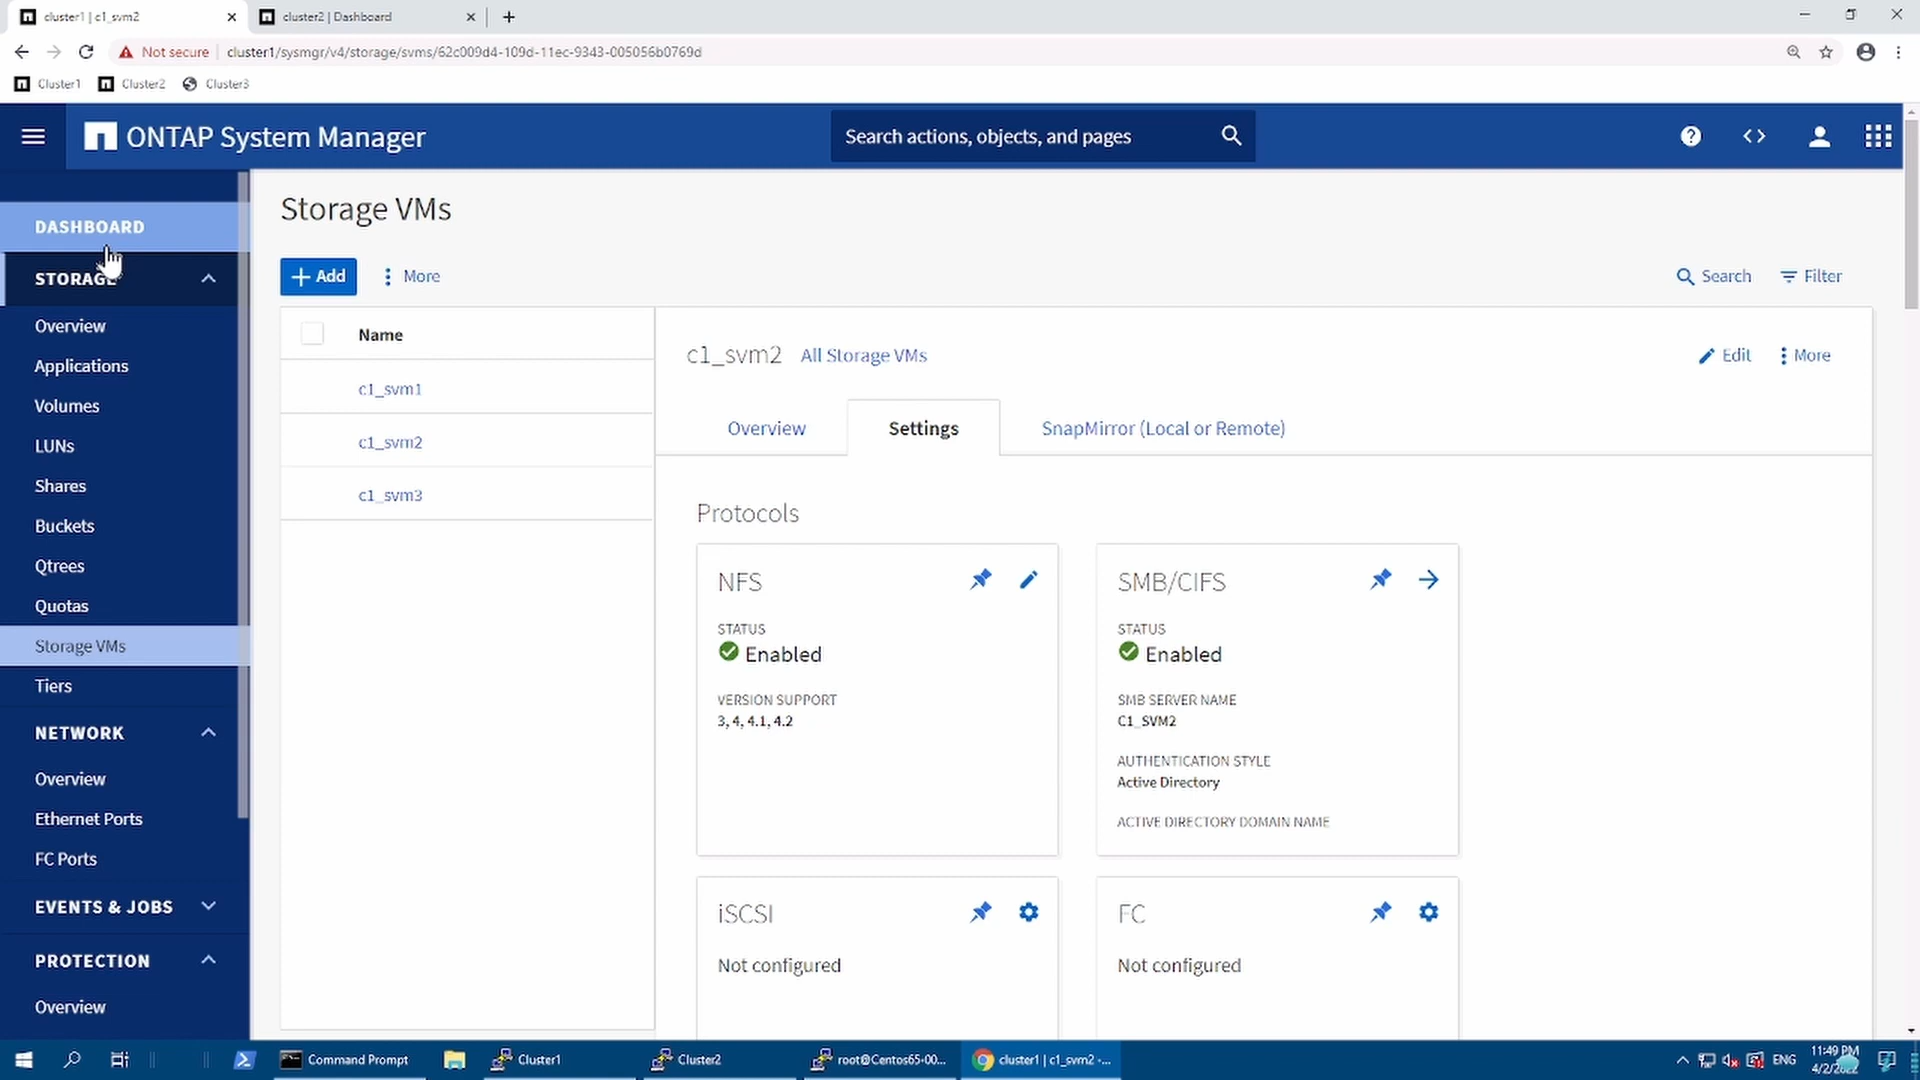 cluster1 | c1_svm2
cluster2 | Dashboard
Not secure
cluster1/sysmgr/v4/storage/svms/62c009d4-109d-11ec-9343-005056b0769d
Cluster1
Cluster2
Cluster3
ONTAP System Manager
Search actions, objects, and pages
DASHBOARD
STORAGE
Overview
Applications
Volumes
LUNs
Shares
Buckets
Qtrees
Quotas
Storage VMs
Tiers
NETWORK
Overview
Ethernet Ports
FC Ports
EVENTS & JOBS
PROTECTION
Overview
Storage VMs
+ Add
More
Search
Filter
Name
c1_svm1
c1_svm2
c1_svm3
c1_svm2 All Storage VMs
Edit
More
Overview
Settings
SnapMirror (Local or Remote)
Protocols
NFS
STATUS
Enabled
VERSION SUPPORT
3, 4, 4.1, 4.2
SMB/CIFS
STATUS
Enabled
SMB SERVER NAME
C1_SVM2
AUTHENTICATION STYLE
Active Directory
ACTIVE DIRECTORY DOMAIN NAME
iSCSI
Not configured
FC
Not configured
Command Prompt
Cluster1
Cluster2
root@Centos65-00...
cluster1 | c1_svm2 -...
ENG
11:49 PM